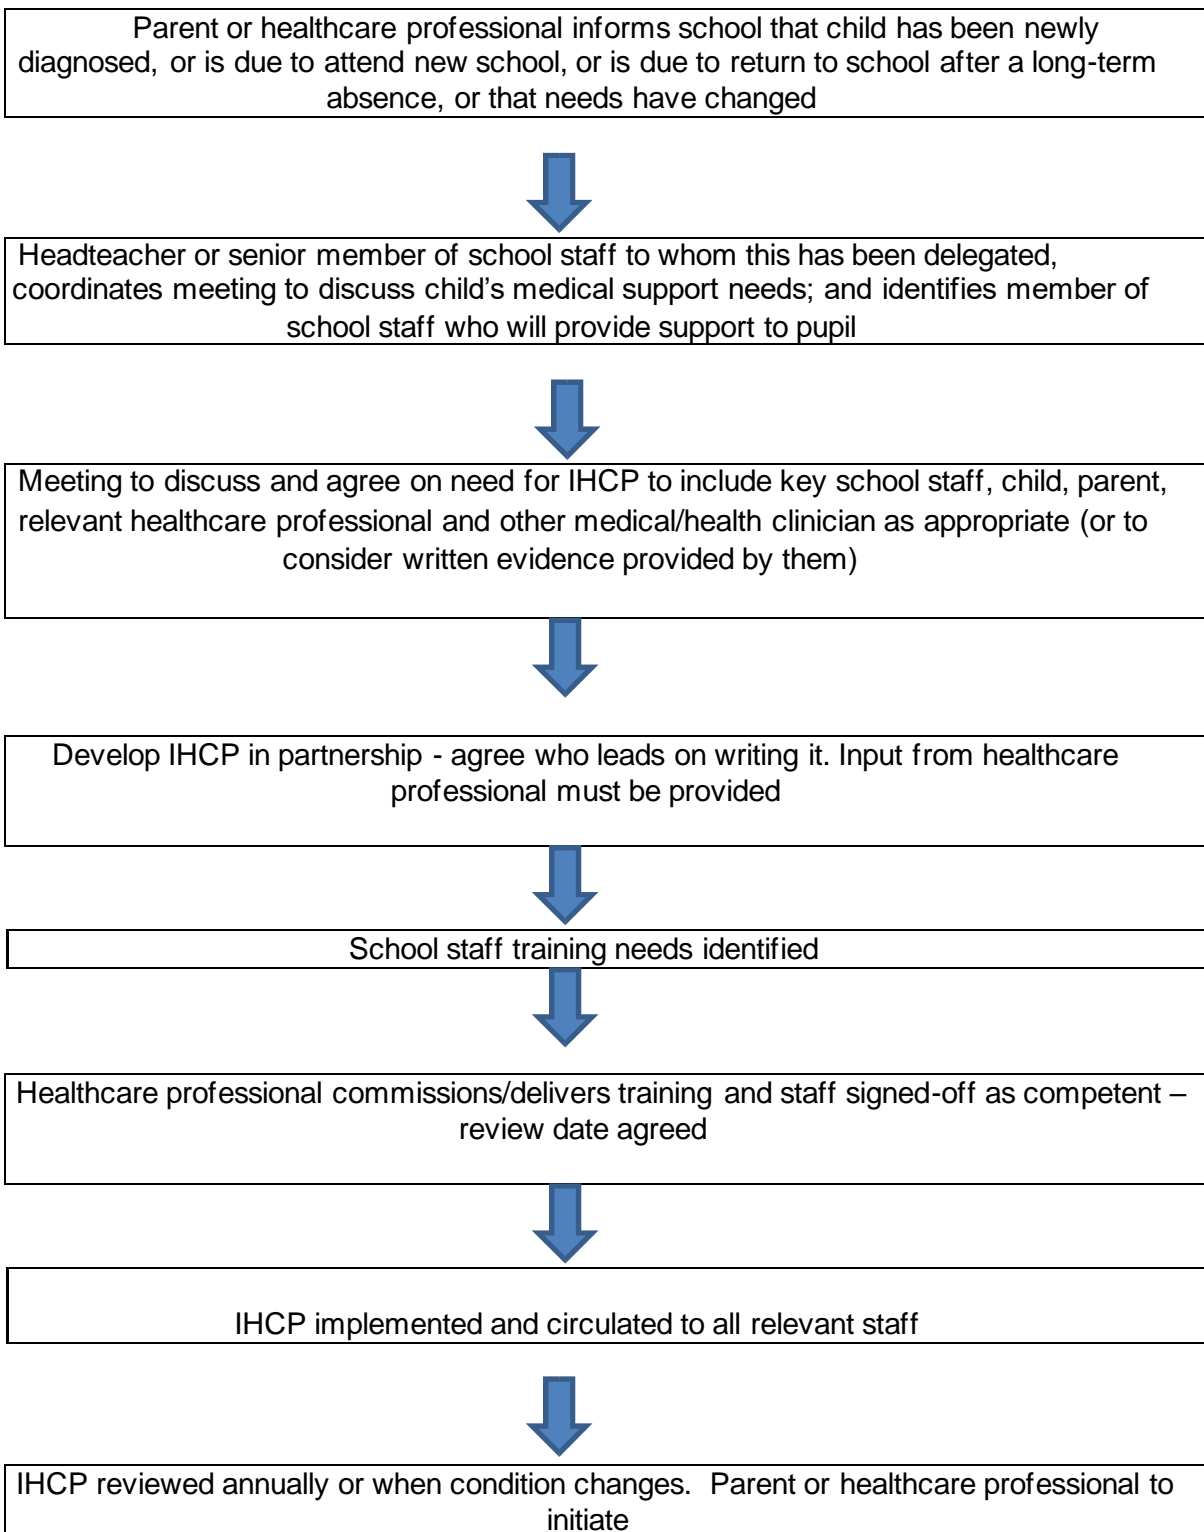 Parent or healthcare professional informs school that child has been newly
diagnosed, or is due to attend new school, or is due to return to school after a long-term
absence, or that needs have changed
Headteacher or senior member of school staff to whom this has been delegated,
coordinates meeting to discuss child's medical support needs; and identifies member of
school staff who will provide support to pupil
Meeting to discuss and agree on need for IHCP to include key school staff, child, parent,
relevant healthcare professional and other medical/health clinician as appropriate (or to
consider written evidence provided by them)
Develop IHCP in partnership - agree who leads on writing it. Input from healthcare
professional must be provided
School staff training needs identified
Healthcare professional commissions/delivers training and staff signed-off as competent –
review date agreed
IHCP implemented and circulated to all relevant staff
IHCP reviewed annually or when condition changes. Parent or healthcare professional to
initiate